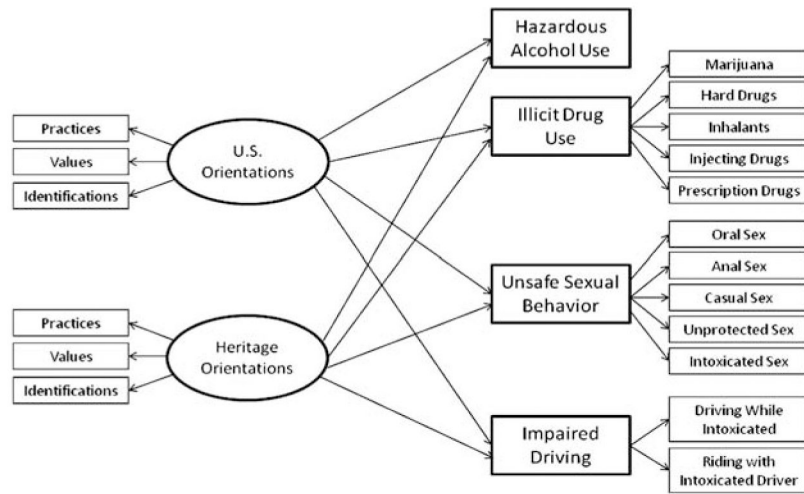 Practices
Values
Identifications
U.S.
Orientations
Practices
Values
Identifications
Heritage
Orientations
Hazardous
Alcohol Use
Illicit Drug
Use
Marijuana
Hard Drugs
Inhalants
Injecting Drugs
Prescription Drugs
Unsafe Sexual
Behavior
Oral Sex
Anal Sex
Casual Sex
Unprotected Sex
Intoxicated Sex
Impaired
Driving
Driving While
Intoxicated
Riding with
Intoxicated Driver